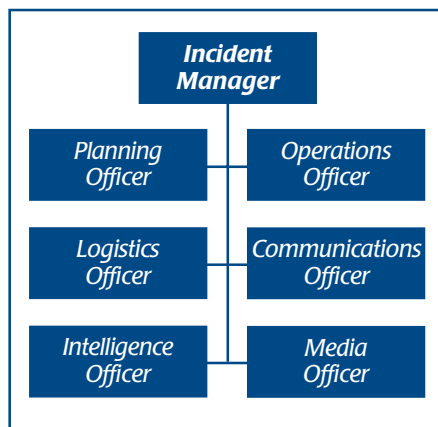 Incident
Manager
Planning
Officer
Operations
Officer
Logistics
Officer
Communications
Officer
Intelligence
Officer
Media
Officer